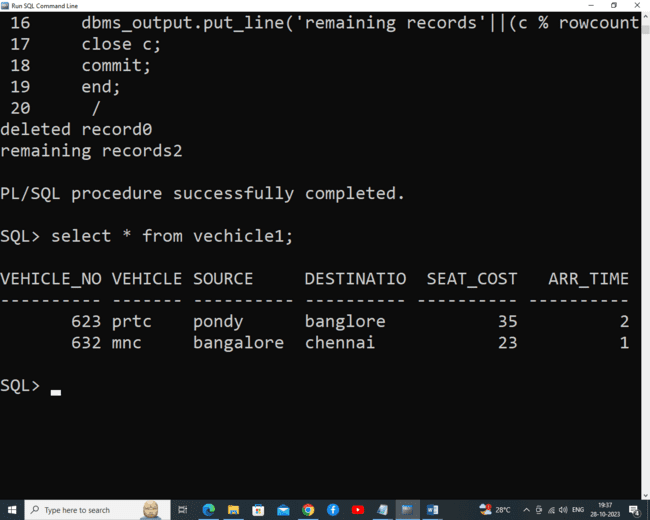 Run SQL Command Line
16 dbms_output.put_line('remaining records'||(c % rowcount
17 close c;
18 commit;
19 end;
20 /
deleted record0
remaining records2
PL/SQL procedure successfully completed.
SQL> select * from vechicle1;
VEHICLE_NO VEHICLE SOURCE DESTINATIO SEAT_COST ARR_TIME
---------- ------- ---------- ---------- ---------- ----------
623 prtc pondy banglore 35 2
632 mnc bangalore chennai 23 1
SQL>
Type here to search
28°C
ENG
19:37
28-10-2023
4